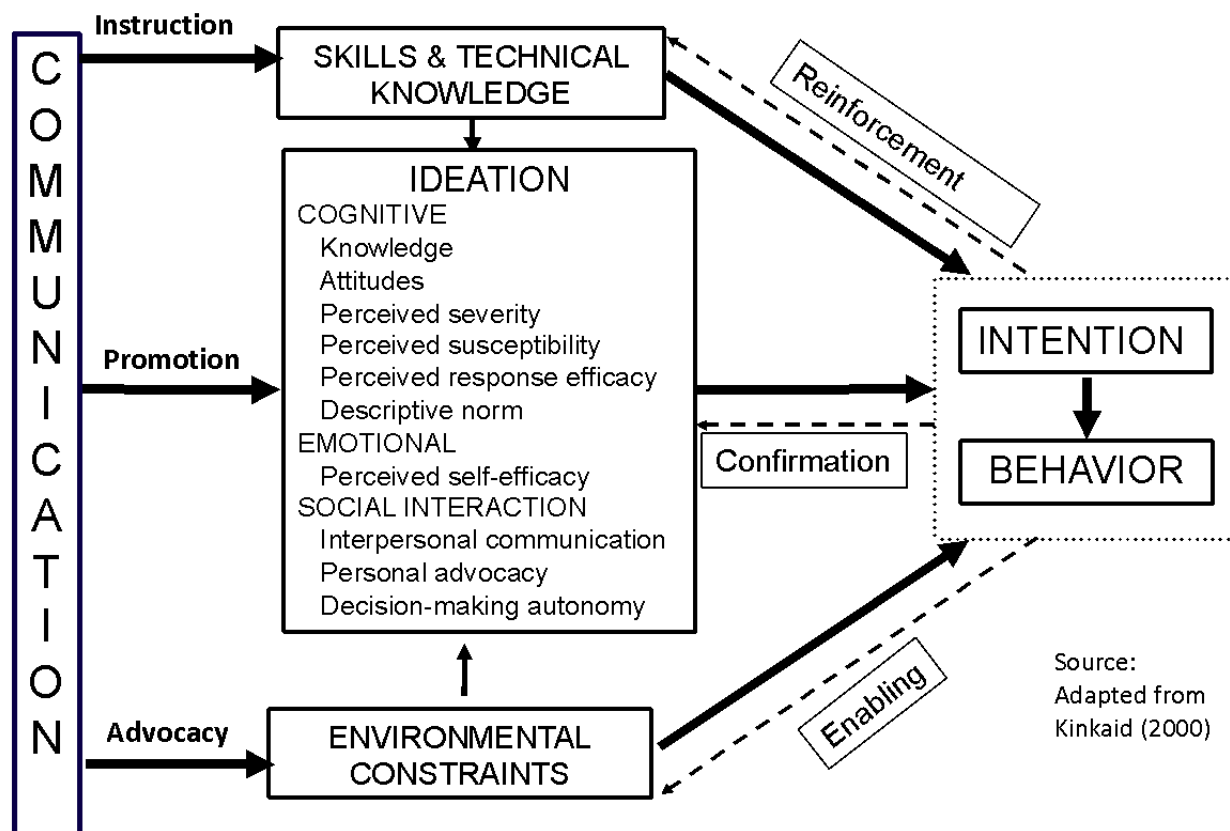 COMMUNICATION
Instruction
SKILLS & TECHNICAL
KNOWLEDGE
Reinforcement
IDEATION
COGNITIVE
Knowledge
Attitudes
Perceived severity
Perceived susceptibility
Perceived response efficacy
Descriptive norm
EMOTIONAL
Perceived self-efficacy
SOCIAL INTERACTION
Interpersonal communication
Personal advocacy
Decision-making autonomy
Promotion
Confirmation
INTENTION
BEHAVIOR
Advocacy
ENVIRONMENTAL
CONSTRAINTS
Enabling
Source:
Adapted from
Kinkaid (2000)